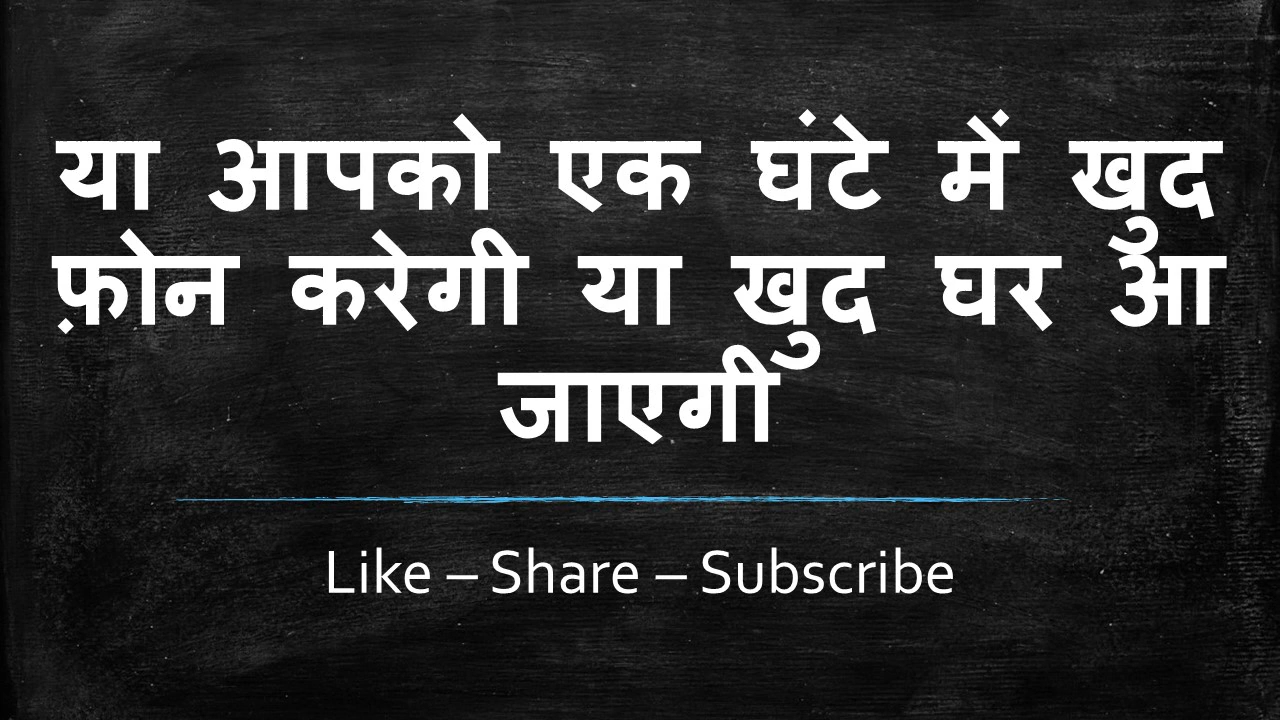 या आपको एक घंटे में खुद
फ़ोन करेगी या खुद घर आ
जाएगी
Like – Share – Subscribe